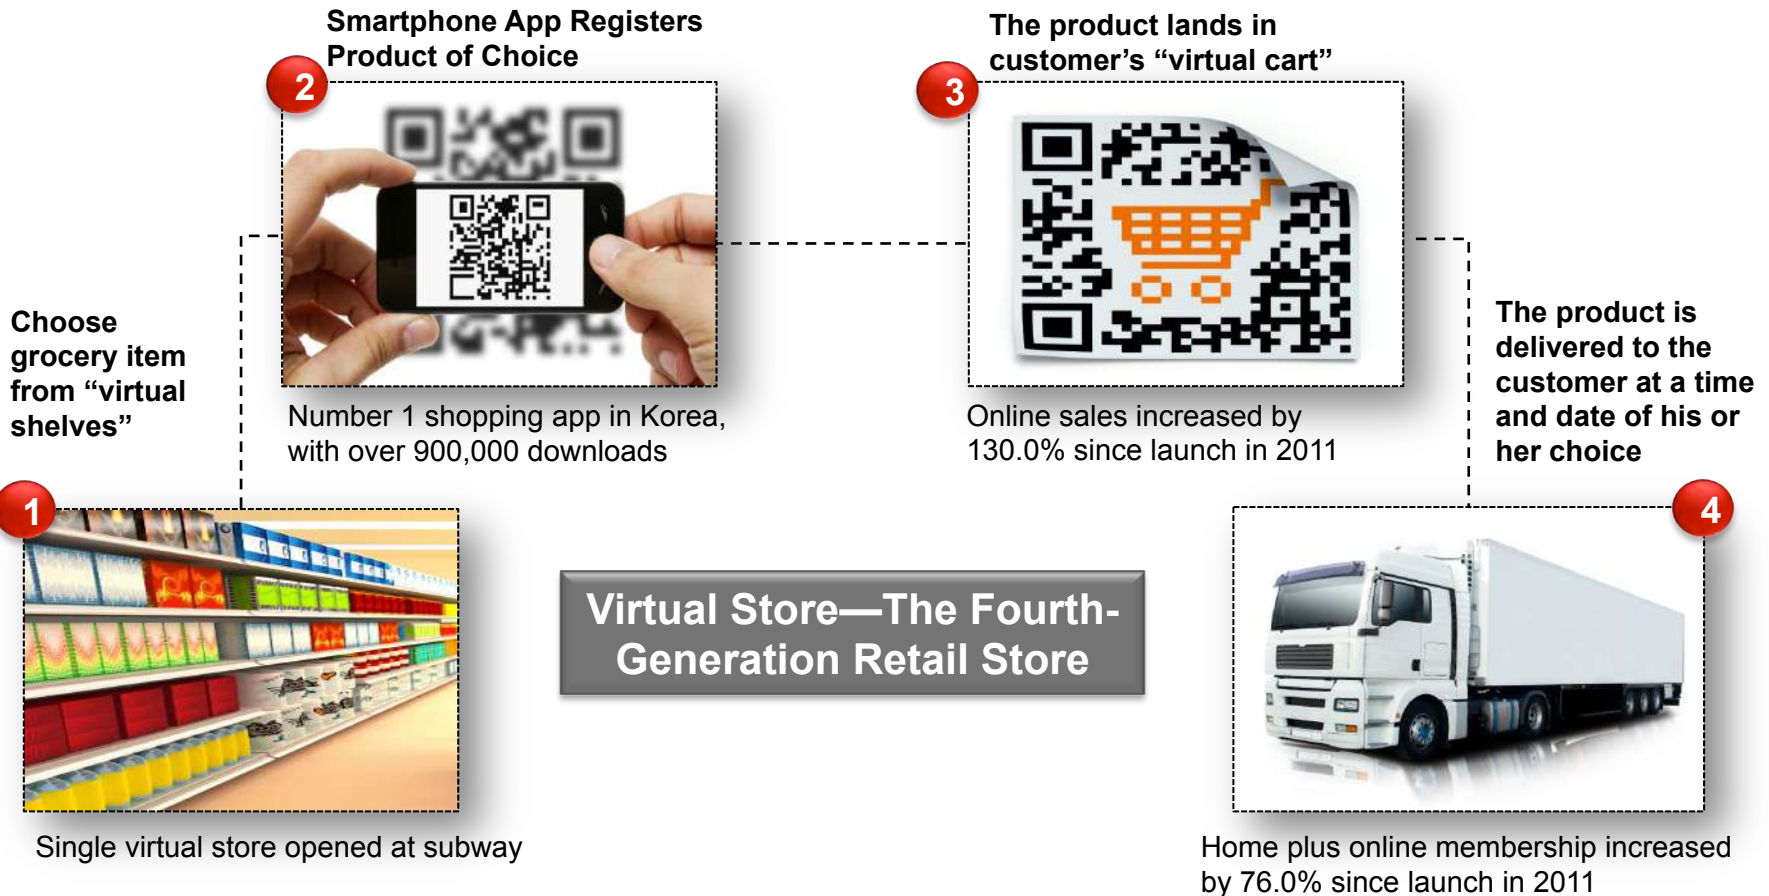 Smartphone App Registers
Product of Choice
2
The product lands in
customer’s “virtual cart”
3
Choose
grocery item
from “virtual
shelves”
Number 1 shopping app in Korea,
with over 900,000 downloads
Online sales increased by
130.0% since launch in 2011
The product is
delivered to the
customer at a time
and date of his or
her choice
1
4
Virtual Store—The Fourth-
Generation Retail Store
Single virtual store opened at subway
Home plus online membership increased
by 76.0% since launch in 2011